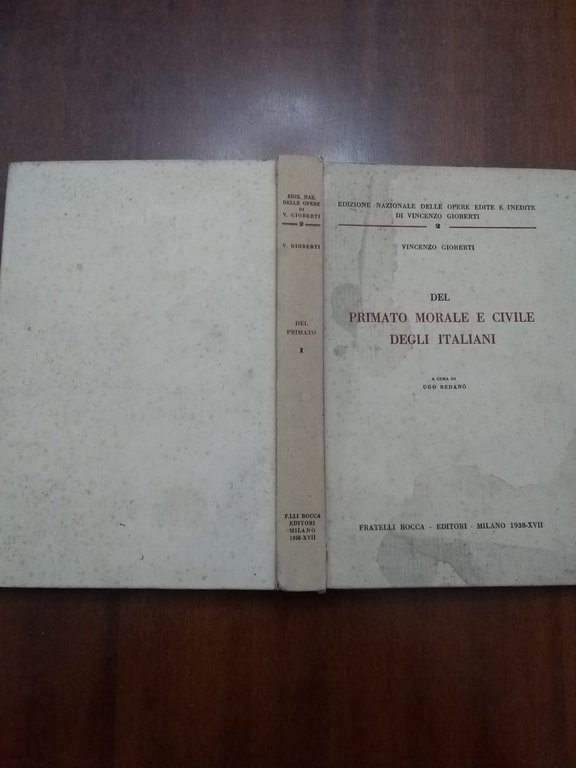 EDIZ. NAZ.
DELLE OPERE
DI
V. GIOBERTI
2
V. GIOBERTI
DEL
PRIMATO
I
F.LLI BOCCA
EDITORI
MILANO
1938-XVII
EDIZIONE NAZIONALE DELLE OPERE EDITE E INEDITE
DI VINCENZO GIOBERTI
2
VINCENZO GIOBERTI
DEL
PRIMATO MORALE E CIVILE
DEGLI ITALIANI
A CURA DI
UGO REDANÒ
FRATELLI BOCCA - EDITORI - MILANO 1938-XVII